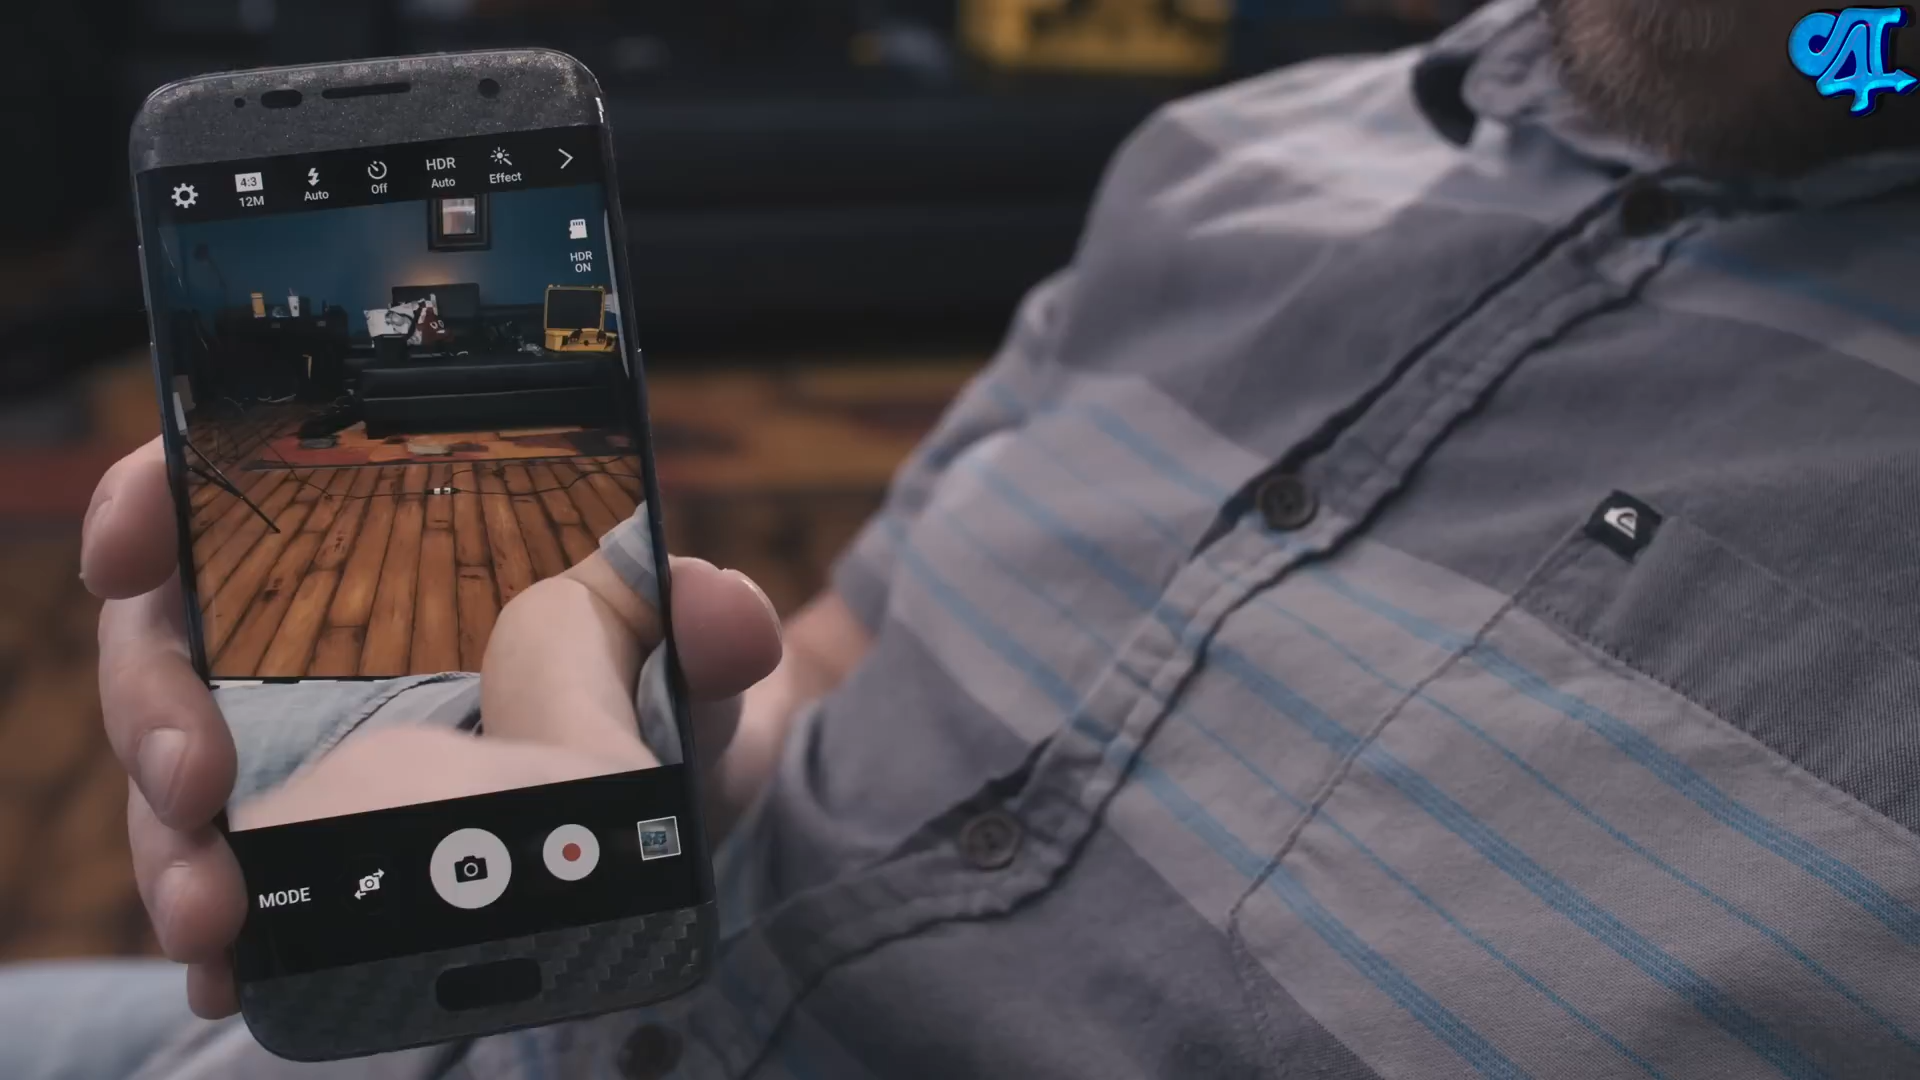 4:3
12M
Auto
Off
HDR
Auto
Effect
HDR
ON
MODE